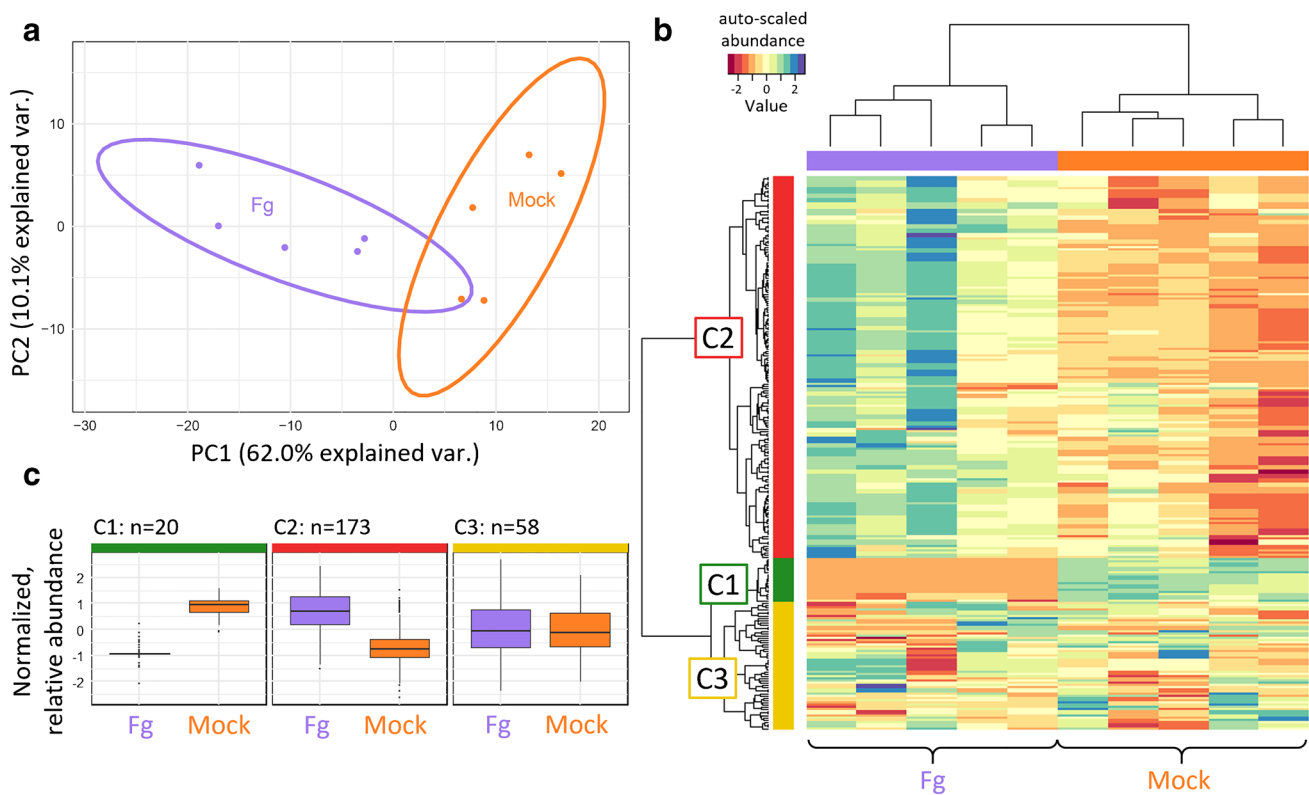 a
PC2 (10.1% explained var.)
10
0
−10
Fg
Mock
−30
−20
−10
0
10
20
PC1 (62.0% explained var.)
b
auto-scaled
abundance
-2
0
2
Value
C2
C1
C3
Fg
Mock
c
Normalized,
relative abundance
C1: n=20
C2: n=173
C3: n=58
2
1
0
-1
-2
Fg
Mock
Fg
Mock
Fg
Mock